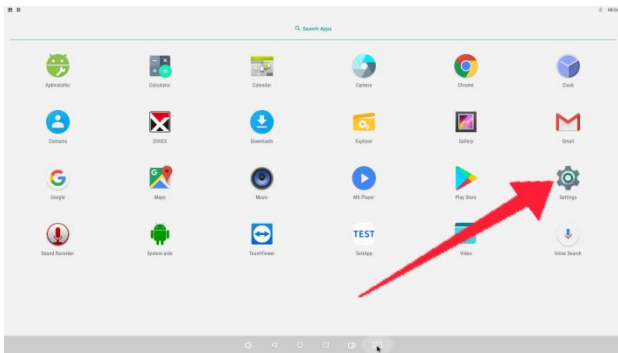 Search Apps
ApkInstaller Calculator Calendar Camera Chrome Clock
Contacts Downloads Explorer Gallery Gmail
Google Maps Music MX Player Play Store Settings
TEST
Sound Recorder TeamViewer TestApp Video Voice Search